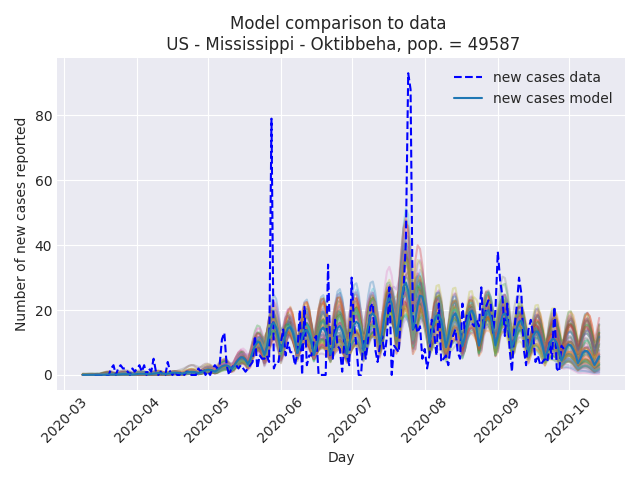 Model comparison to data
US - Mississippi - Oktibbeha, pop. = 49587
new cases data
new cases model
Number of new cases reported
80
60
40
20
0
2020-03
2020-04
2020-05
2020-06
2020-07
2020-08
2020-09
2020-10
Day